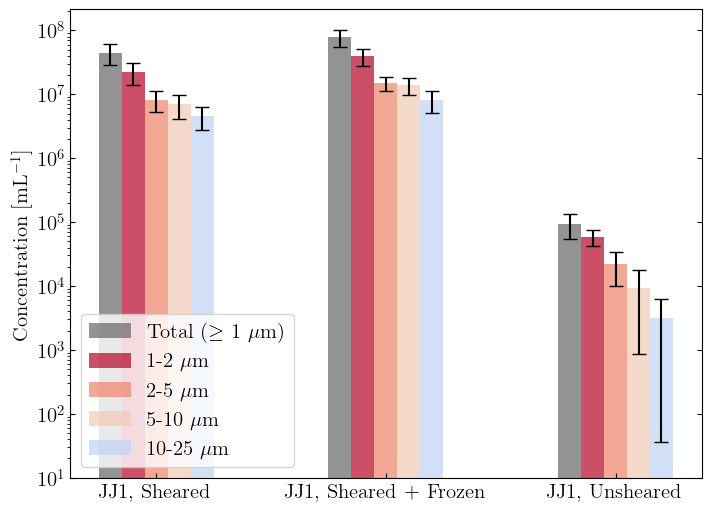 Concentration [mL⁻¹]
10⁸
10⁷
10⁶
10⁵
10⁴
10³
10²
10¹
Total (≥ 1 μm)
1-2 μm
2-5 μm
5-10 μm
10-25 μm
JJ1, Sheared
JJ1, Sheared + Frozen
JJ1, Unsheared